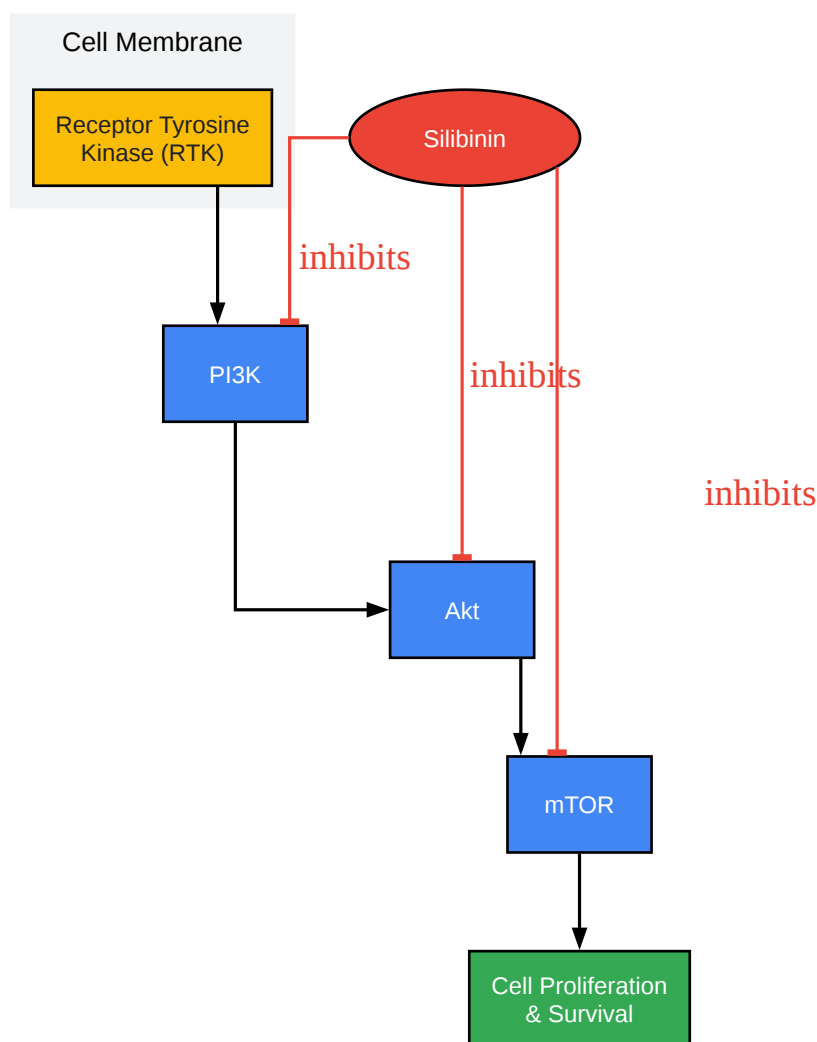 Cell Membrane
Receptor Tyrosine
Kinase (RTK)
Silibinin
inhibits
PI3K
inhibits
inhibits
Akt
mTOR
Cell Proliferation
& Survival